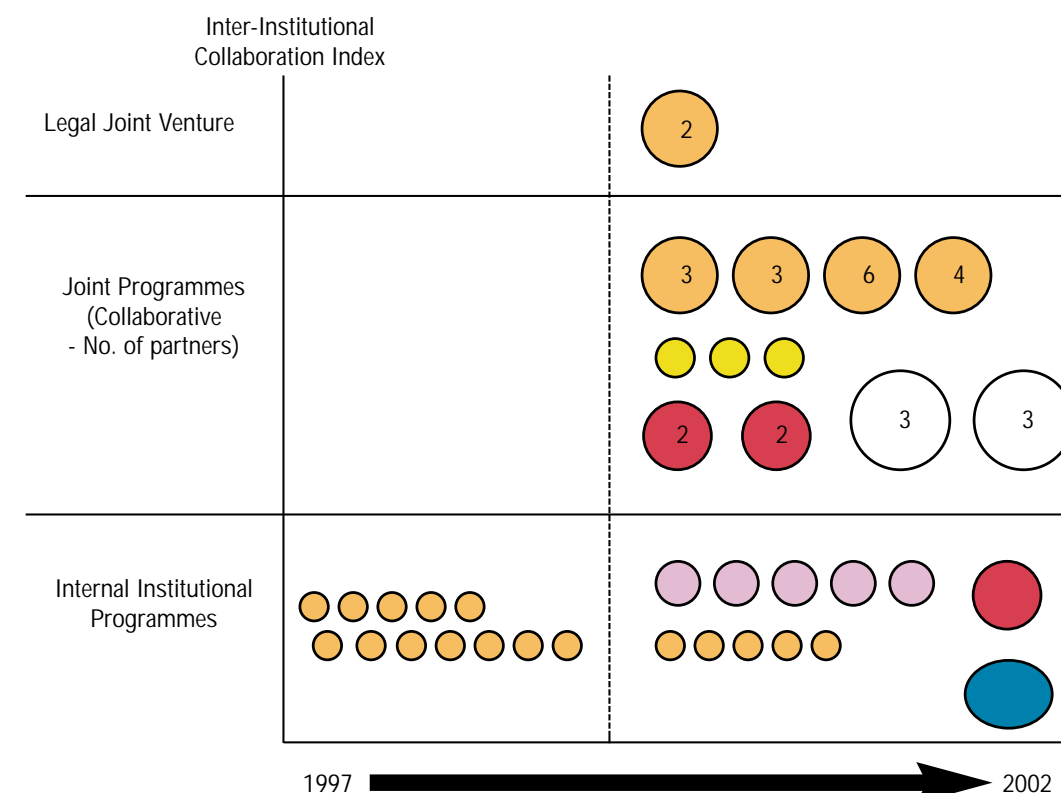 Inter-Institutional
Collaboration Index
Legal Joint Venture
2
Joint Programmes
(Collaborative
- No. of partners)
3 3 6 4
2 2 3 3
Internal Institutional
Programmes
1997 2002